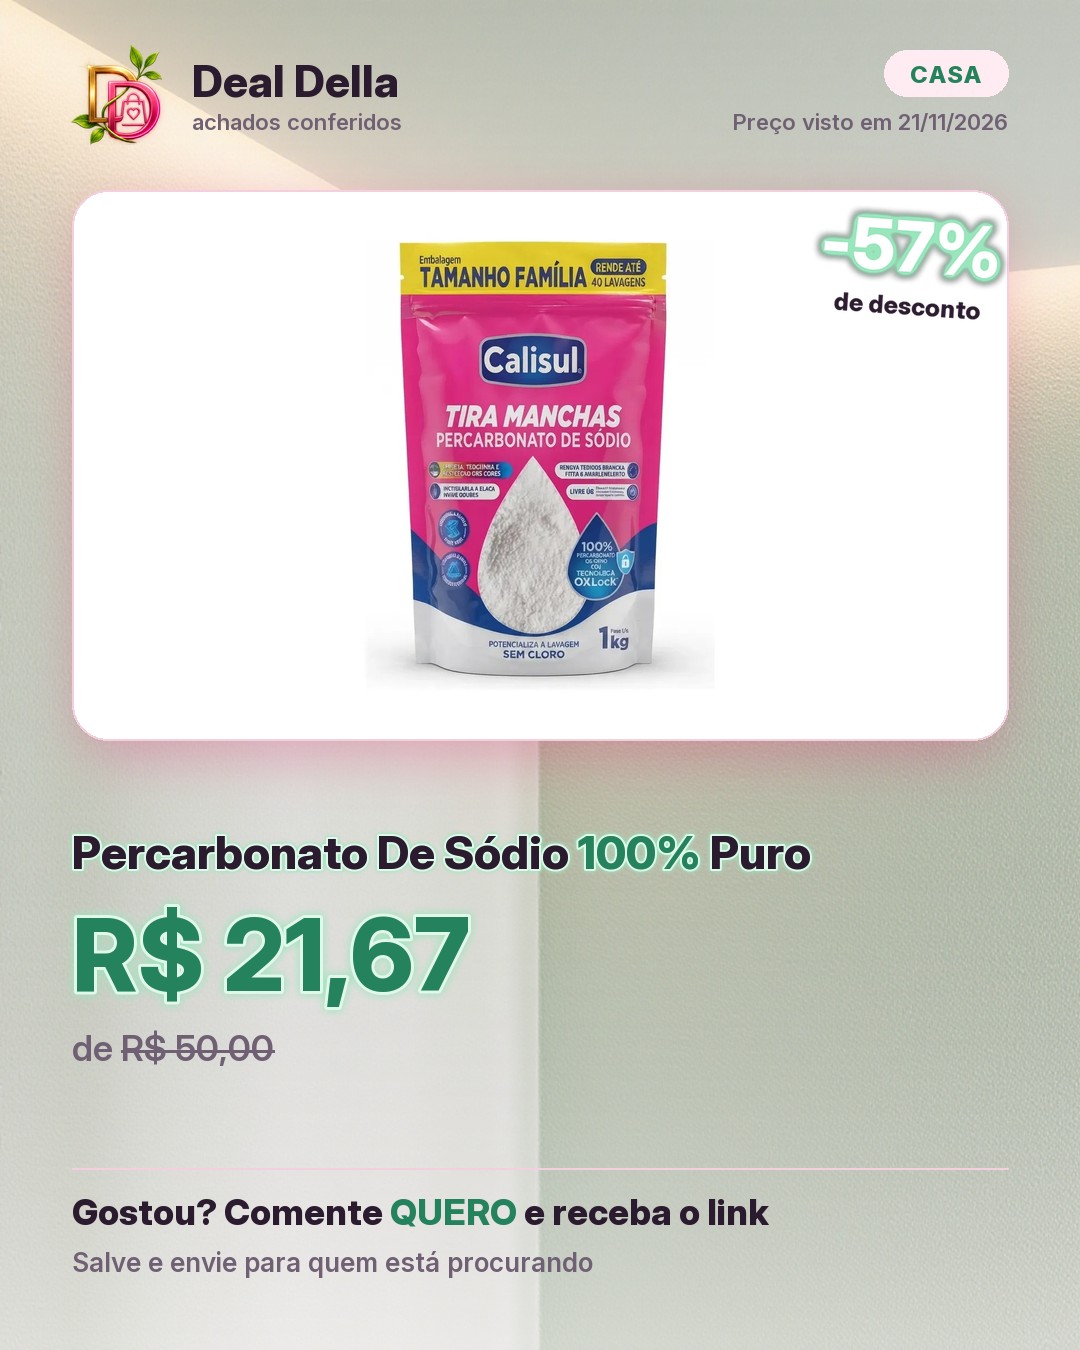 Deal Della
achados conferidos
CASA
Preço visto em 21/11/2026
-57%
de desconto
Embalagem
TAMANHO FAMÍLIA
RENDE ATÉ
40 LAVAGENS
Calisul
TIRA MANCHAS
PERCARBONATO DE SÓDIO
LIVRE
100%
PERCARBONATO
OXLock
POTENCIALIZA A LAVAGEM
SEM CLORO
1kg
Percarbonato De Sódio 100% Puro
R$ 21,67
de R$ 50,00
Gostou? Comente QUERO e receba o link
Salve e envie para quem está procurando